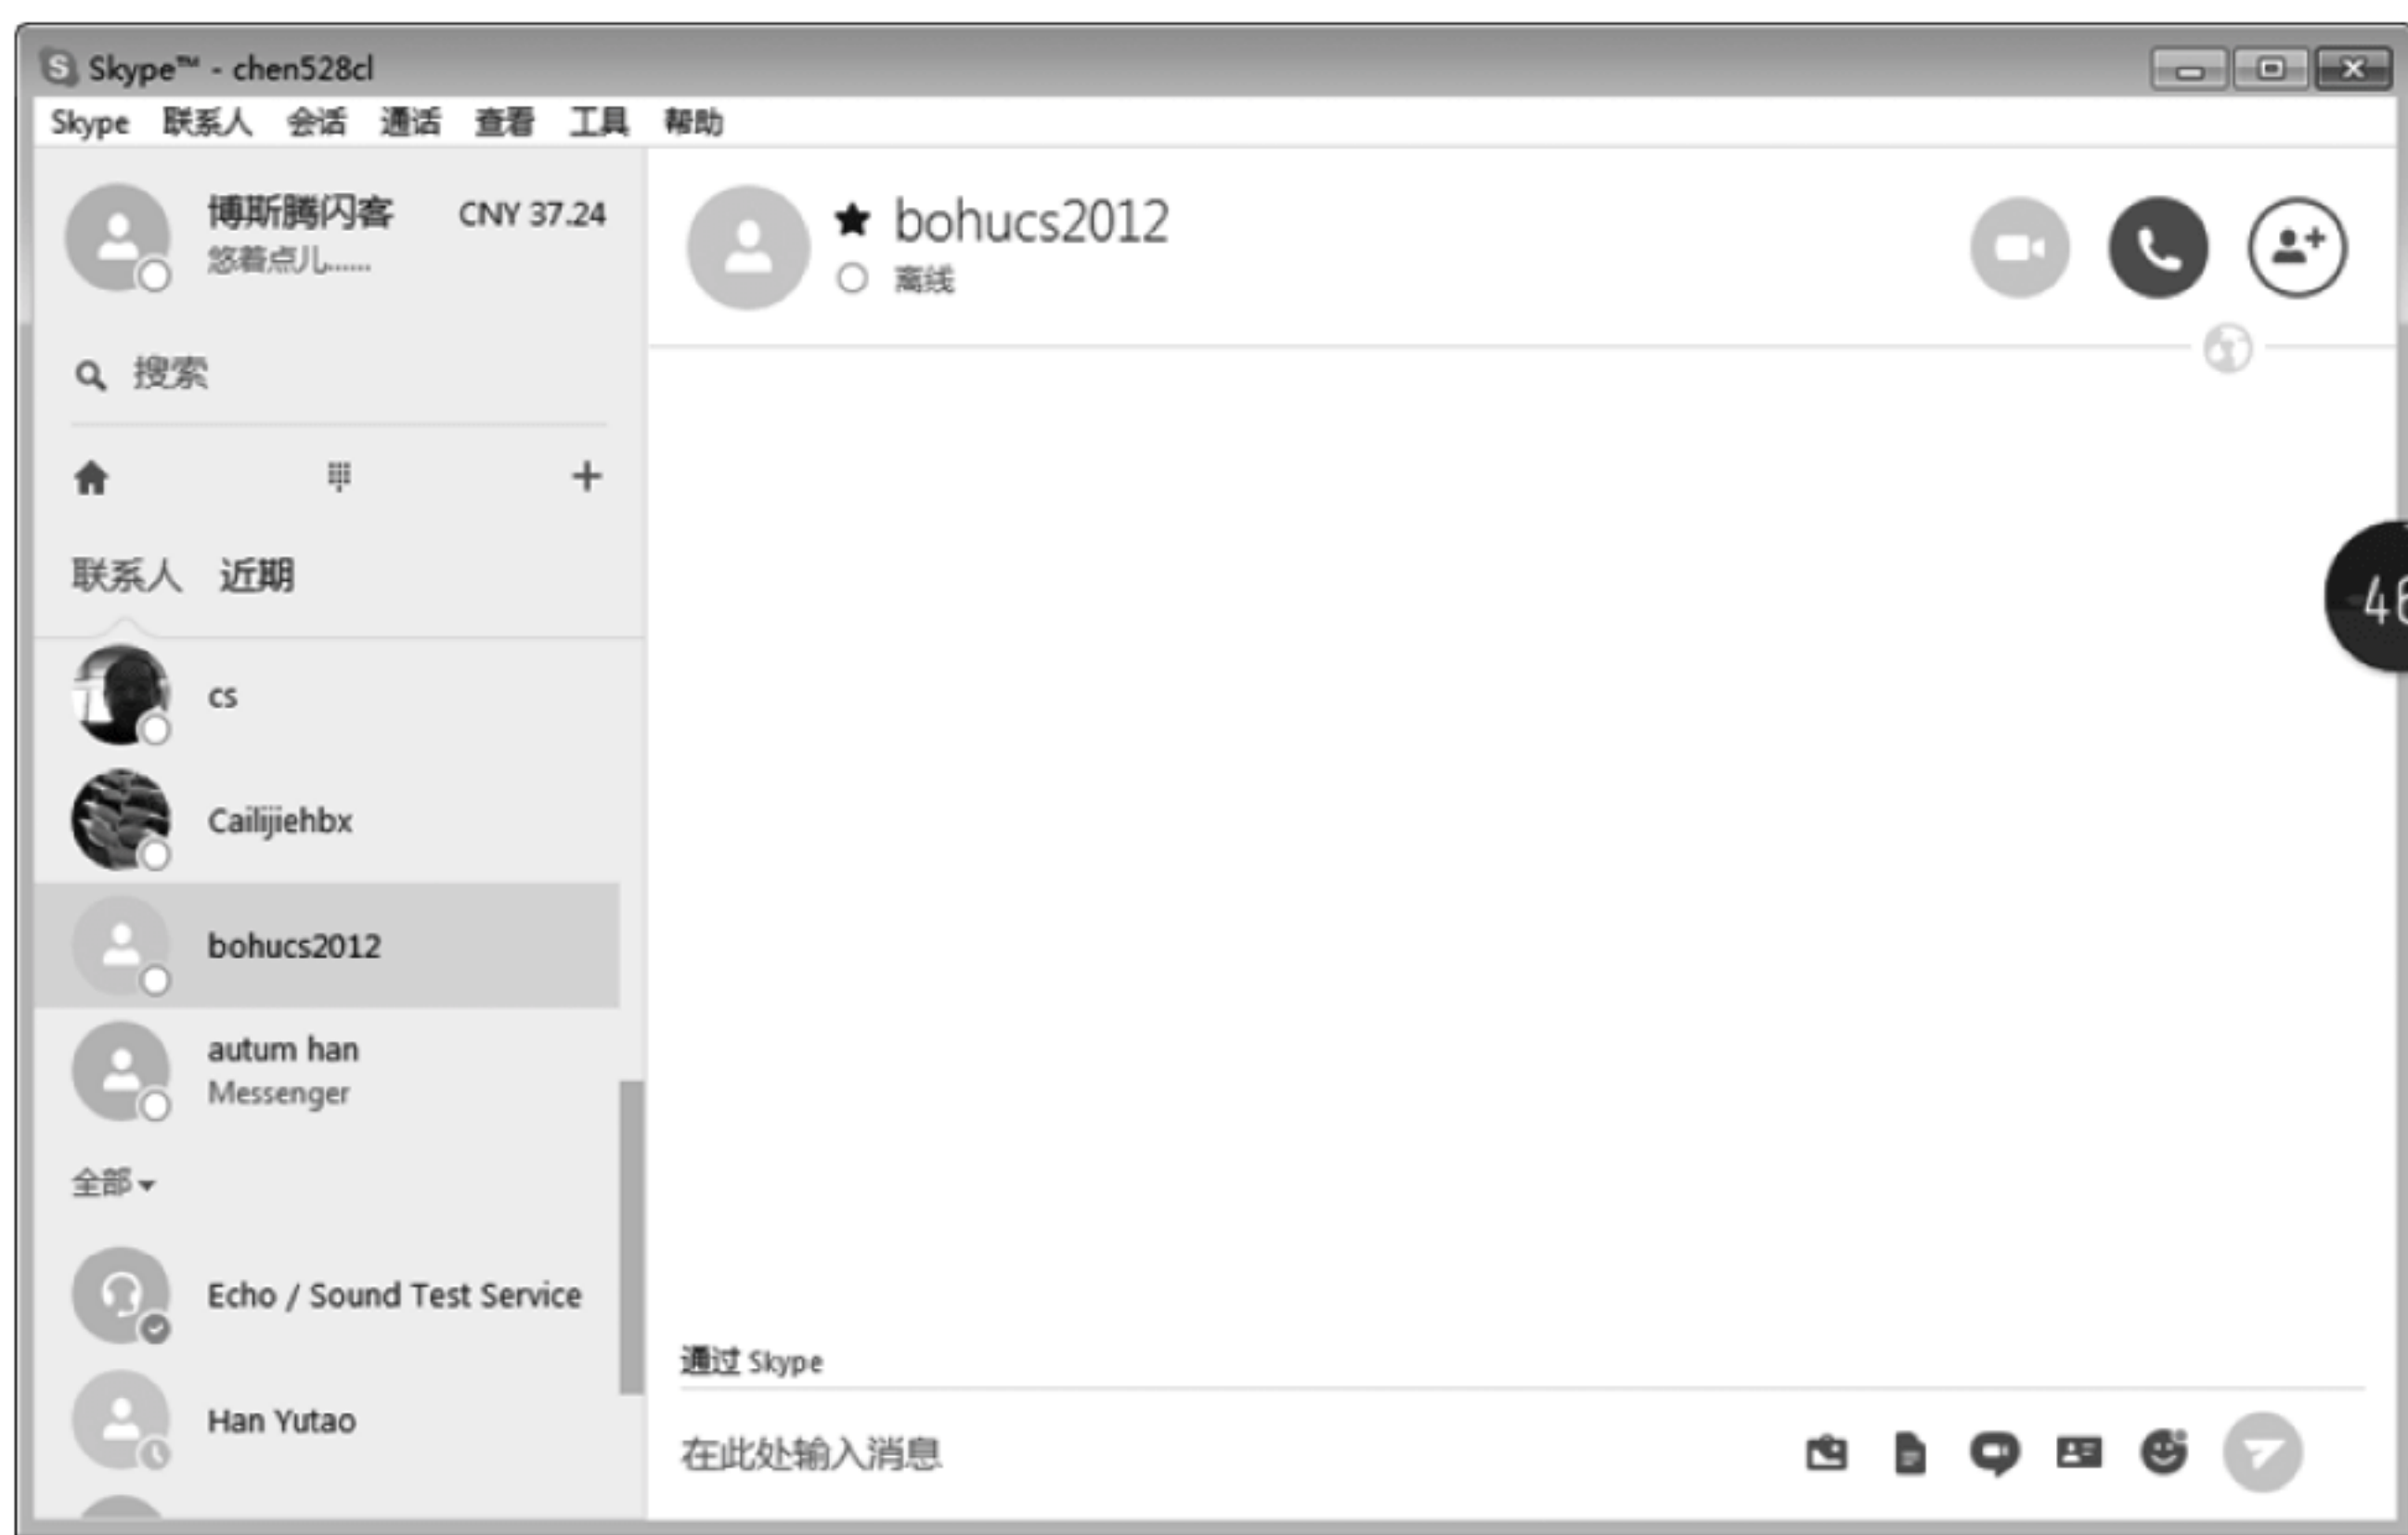 Skype™ - chen528cl
Skype 联系人 会话 通话 查看 工具 帮助
博斯腾闪客 CNY 37.24
悠着点儿......
搜索
联系人 近期
cs
Cailijiehbx
bohucs2012
autum han
Messenger
全部
Echo / Sound Test Service
Han Yutao
bohucs2012
离线
46
通过 Skype
在此处输入消息